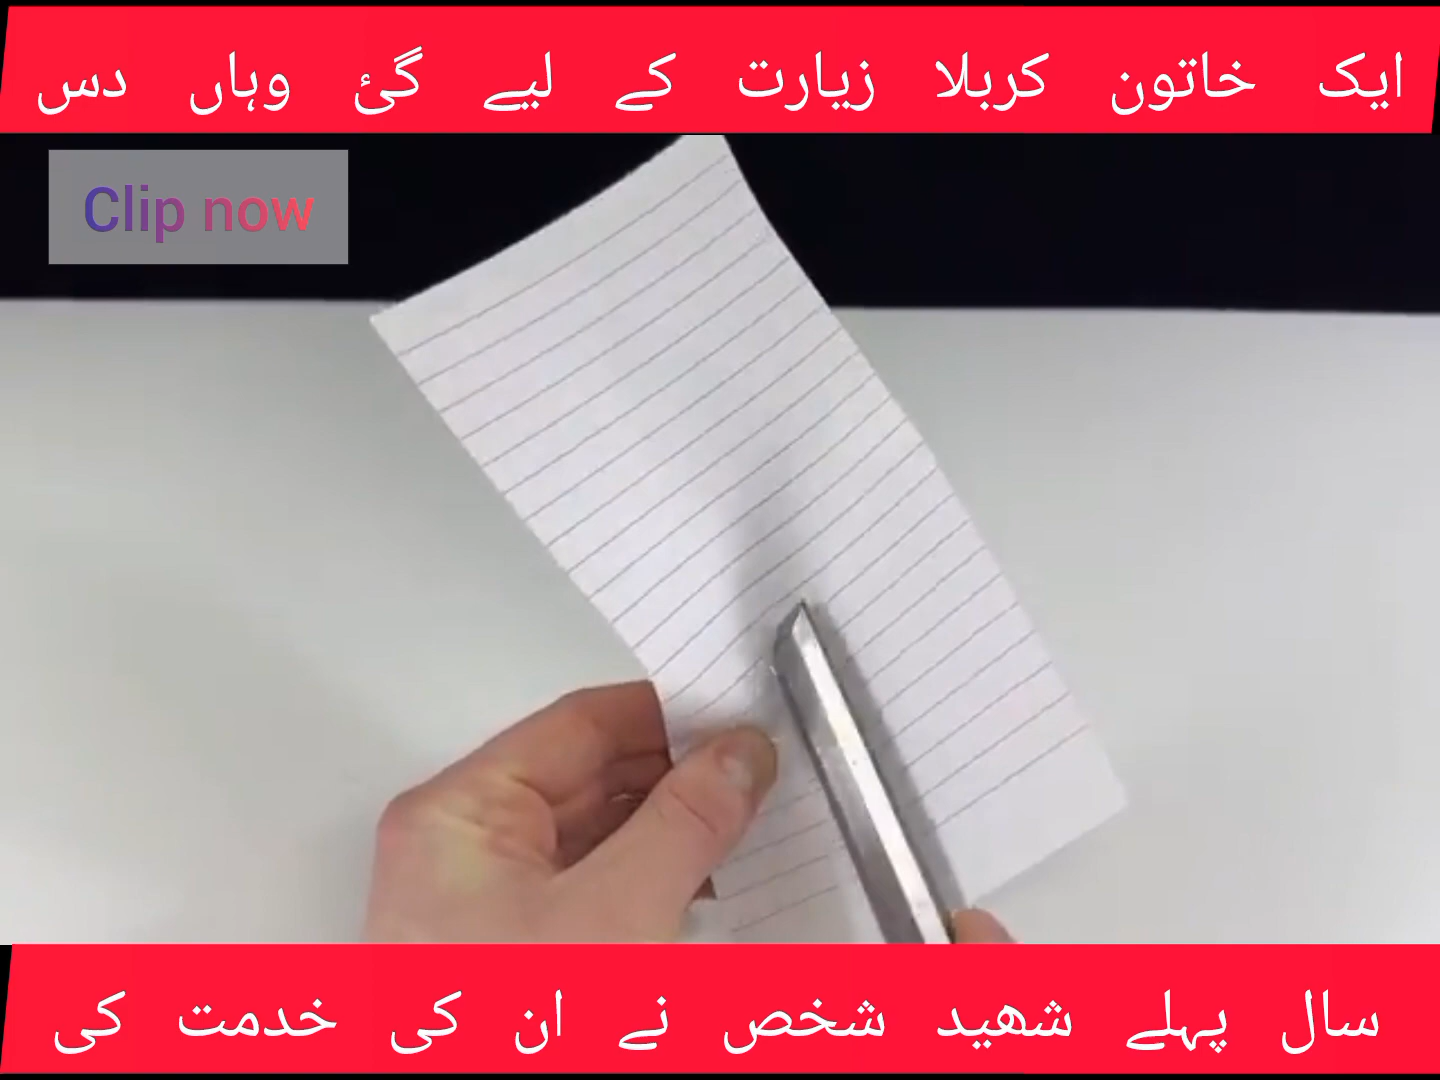 ایک خاتون کربلا زیارت کے لیے گئ وہاں دس
Clip now
سال پہلے شھید شخص نے ان کی خدمت کی